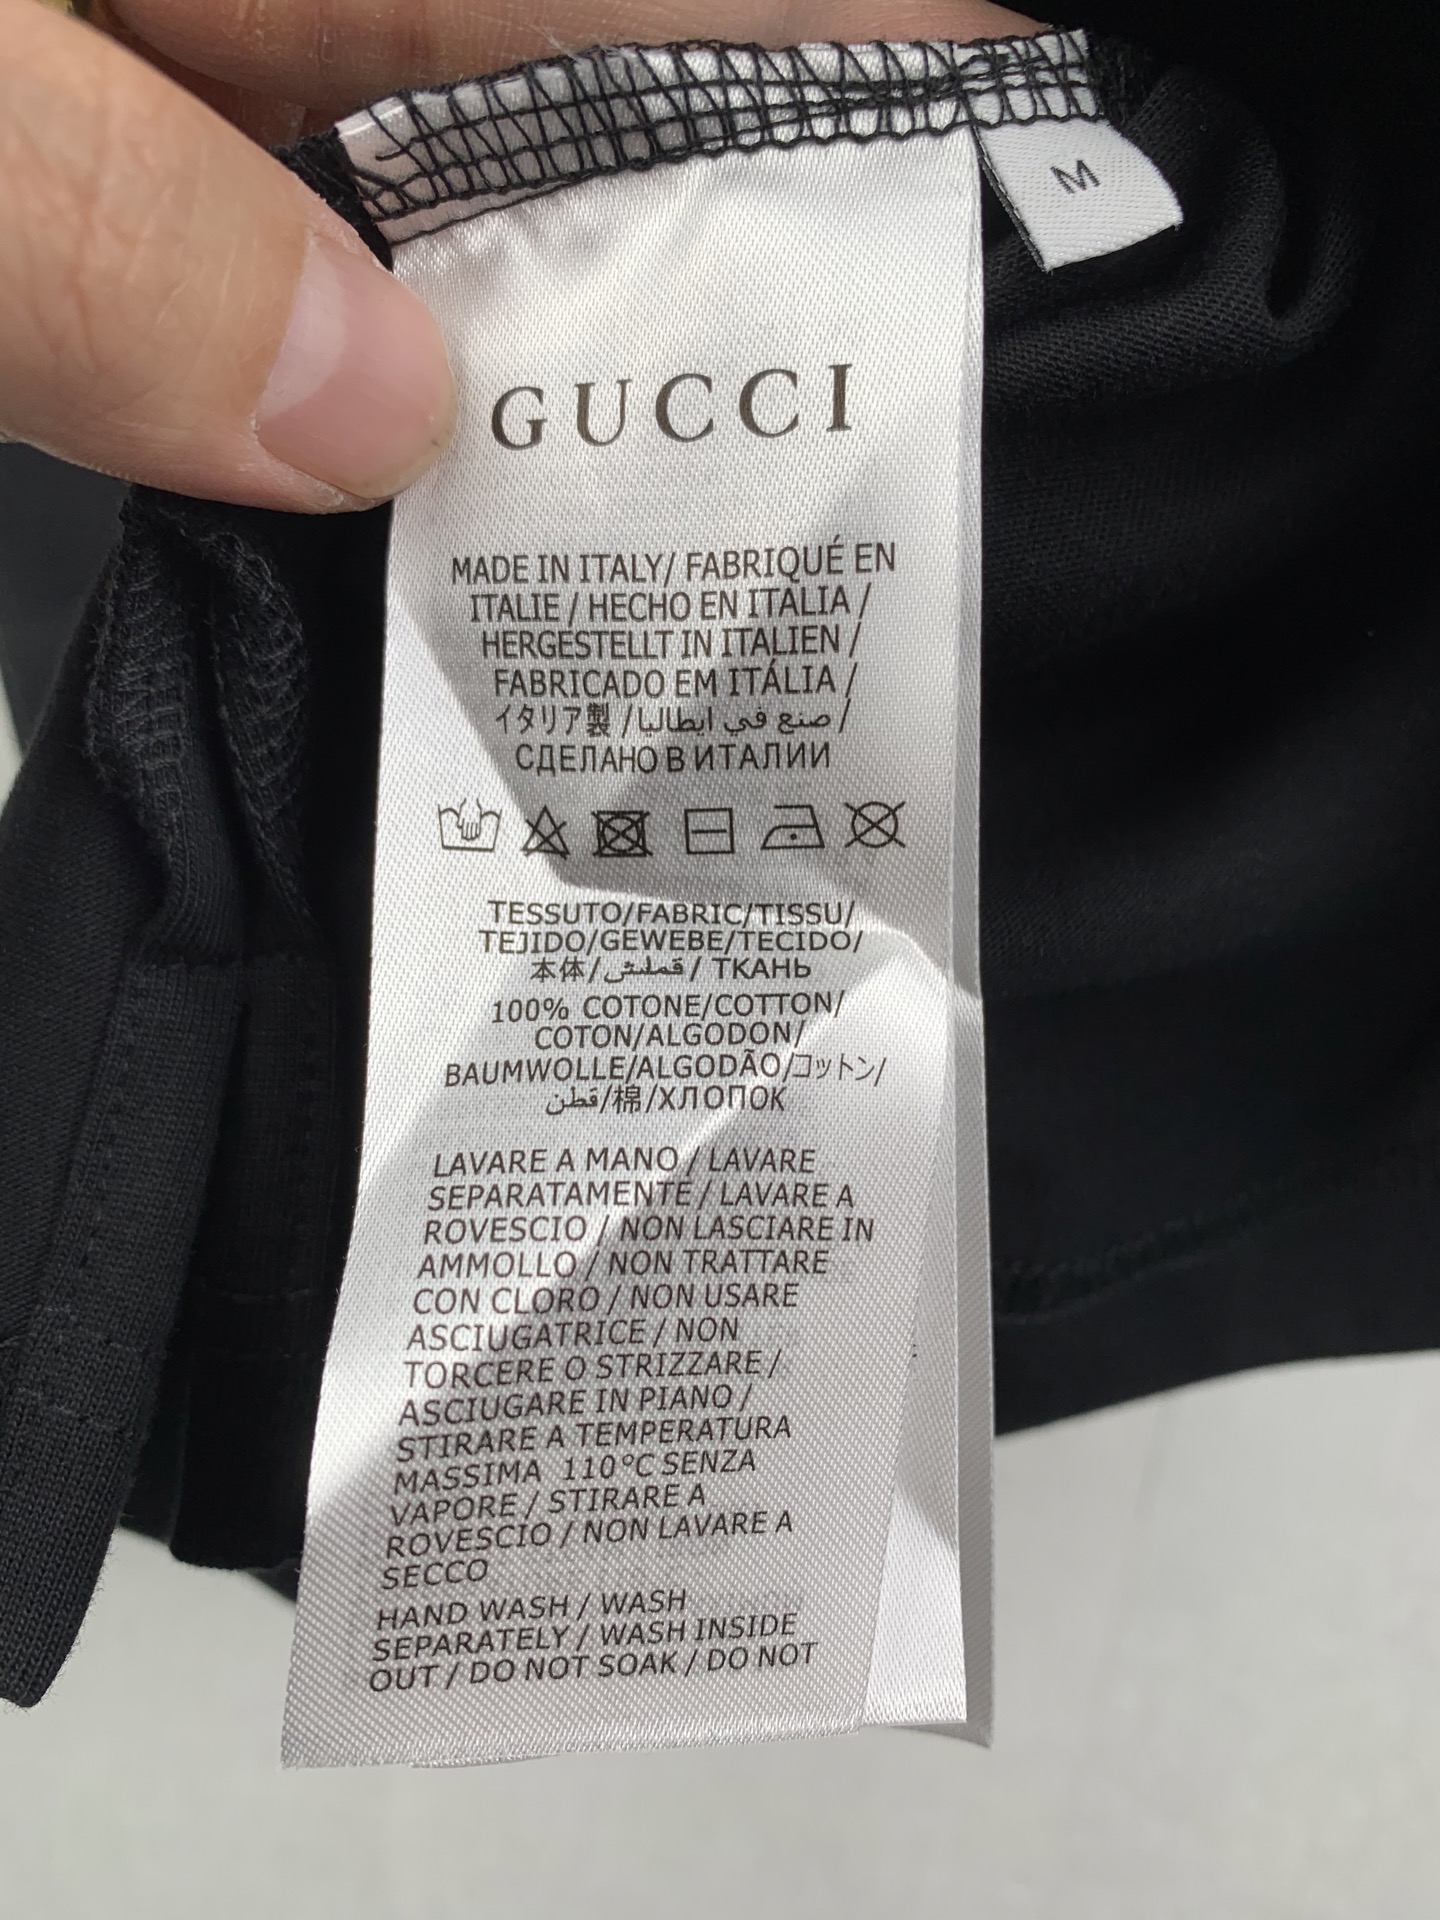 M
GUCCI
MADE IN ITALY/ FABRIQUÉ EN
ITALIE / HECHO EN ITALIA /
HERGESTELLT IN ITALIEN /
FABRICADO EM ITÁLIA /
イタリア製 / صنع في ايطاليا /
СДЕЛАНО В ИТАЛИИ
TESSUTO/FABRIC/TISSU/
TEJIDO/GEWEBE/TECIDO/
本体/ / ТКАНЬ
100% COTONE/COTTON/
COTON/ALGODON/
BAUMWOLLE/ALGODÃO/コットン/
قطن/棉/ХЛОПОК
LAVARE A MANO / LAVARE
SEPARATAMENTE / LAVARE A
ROVESCIO / NON LASCIARE IN
AMMOLLO / NON TRATTARE
CON CLORO / NON USARE
ASCIUGATRICE / NON
TORCERE O STRIZZARE /
ASCIUGARE IN PIANO /
STIRARE A TEMPERATURA
MASSIMA 110°C SENZA
VAPORE / STIRARE A
ROVESCIO / NON LAVARE A
SECCO
HAND WASH / WASH
SEPARATELY / WASH INSIDE
OUT / DO NOT SOAK / DO NOT